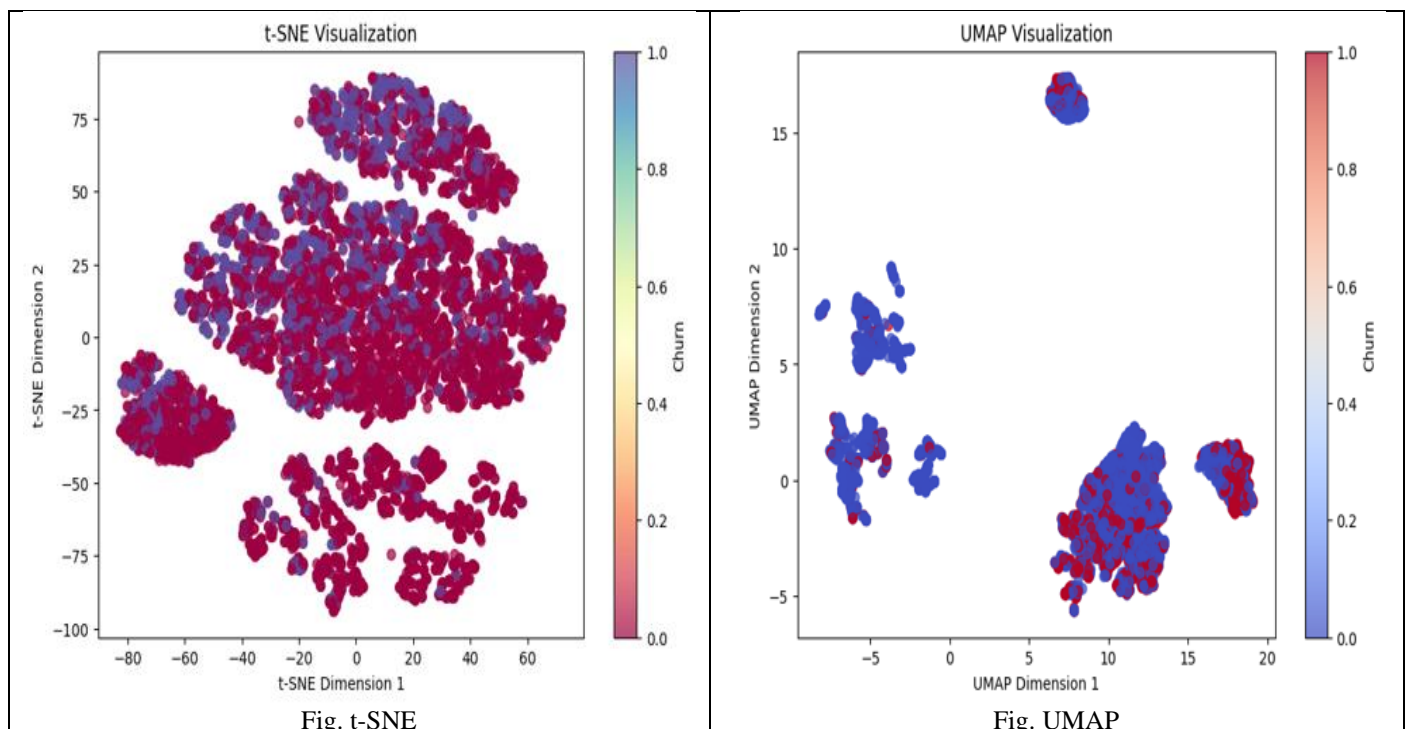 t-SNE Visualization
75
50
25
0
−25
−50
−75
−100
t-SNE Dimension 2
−80 −60 −40 −20 0 20 40 60
t-SNE Dimension 1
1.0
0.8
0.6
0.4
0.2
0.0
Churn
Fig. t-SNE
UMAP Visualization
15
10
5
0
−5
UMAP Dimension 2
−5 0 5 10 15 20
UMAP Dimension 1
1.0
0.8
0.6
0.4
0.2
0.0
Churn
Fig. UMAP